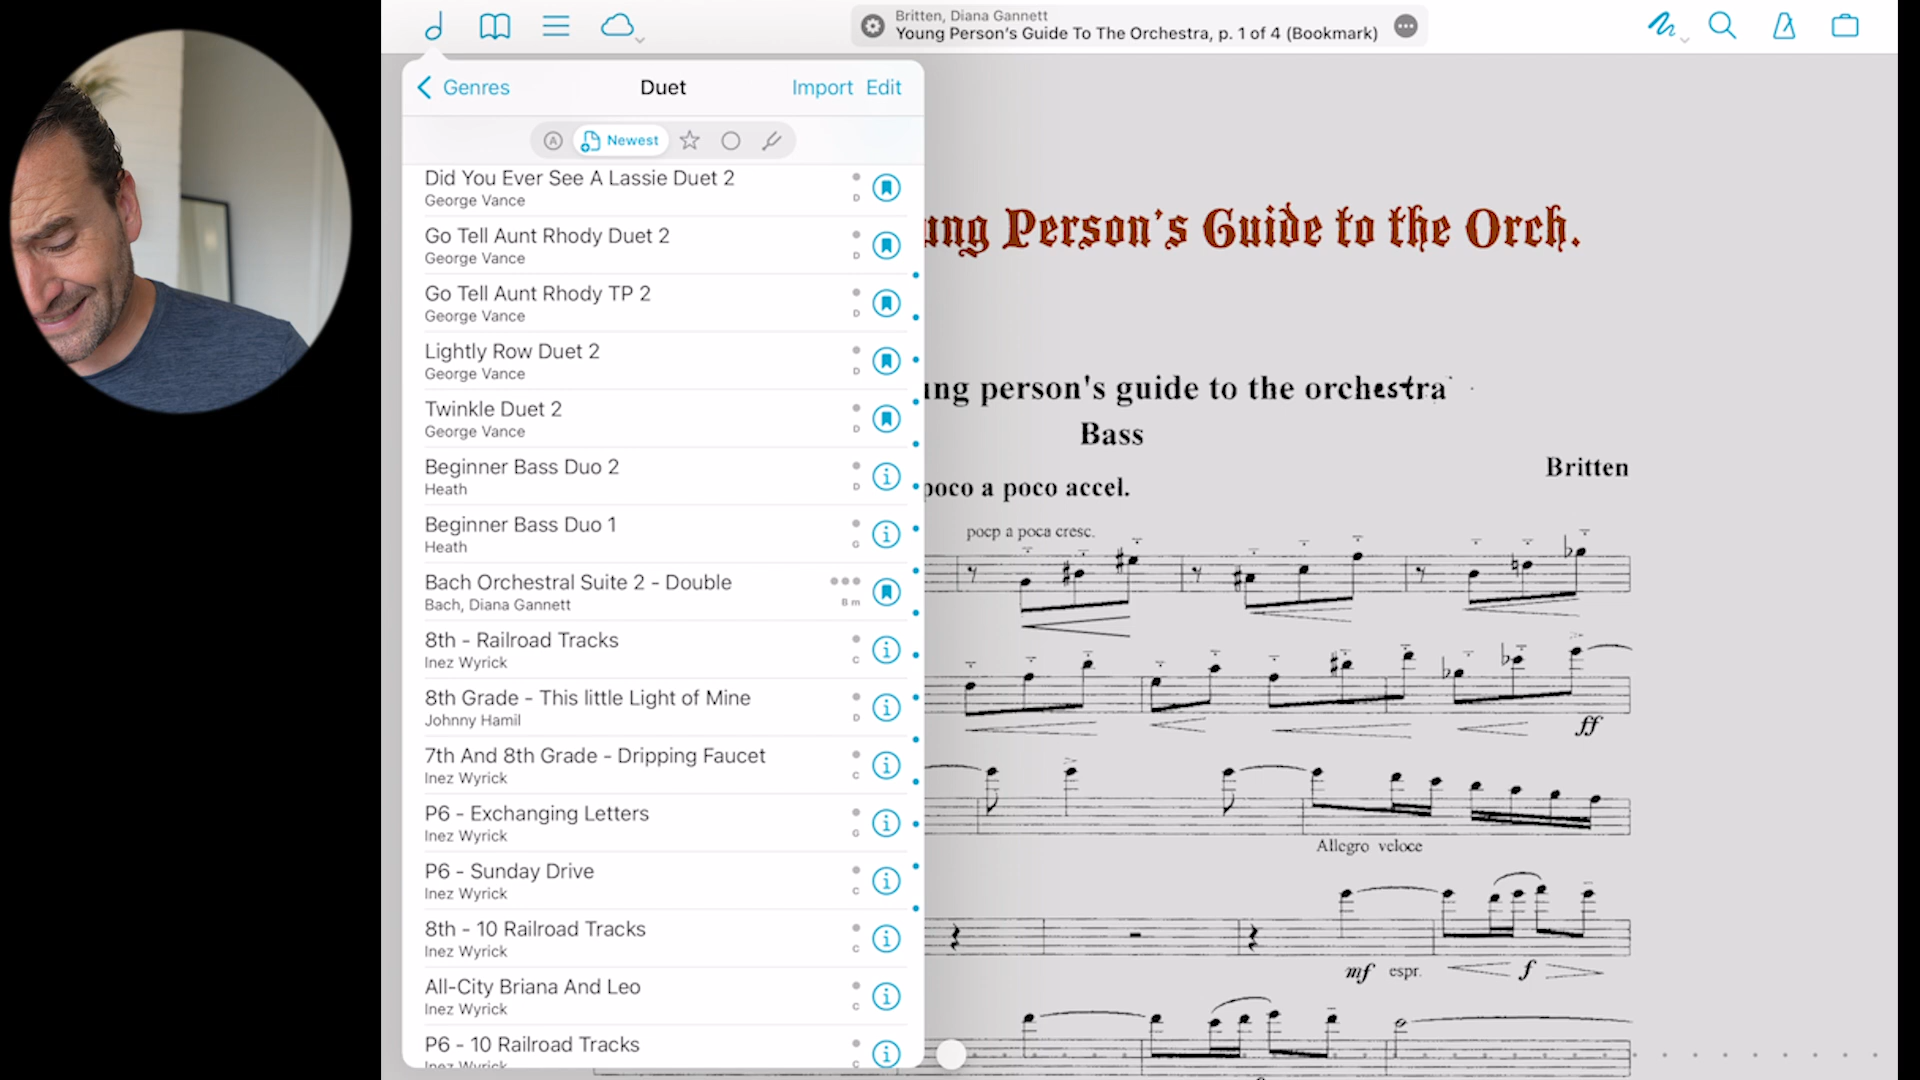 Britten, Diana Gannett
Young Person's Guide To The Orchestra, p. 1 of 4 (Bookmark)
Genres
Duet
Import Edit
A
Newest
Did You Ever See A Lassie Duet 2
D
George Vance
Go Tell Aunt Rhody Duet 2
D
George Vance
Go Tell Aunt Rhody TP 2
D
George Vance
Lightly Row Duet 2
D
George Vance
Twinkle Duet 2
D
George Vance
Beginner Bass Duo 2
D
Heath
Beginner Bass Duo 1
G
Heath
Bach Orchestral Suite 2 - Double
B m
Bach, Diana Gannett
8th - Railroad Tracks
C
Inez Wyrick
8th Grade - This little Light of Mine
D
Johnny Hamil
7th And 8th Grade - Dripping Faucet
C
Inez Wyrick
P6 - Exchanging Letters
G
Inez Wyrick
P6 - Sunday Drive
C
Inez Wyrick
8th - 10 Railroad Tracks
C
Inez Wyrick
All-City Briana And Leo
C
Inez Wyrick
P6 - 10 Railroad Tracks
C
Inez Wyrick
Person's Guide to the Orch.
person's guide to the orchestra
Bass
Britten
poco a poco accel.
pocp a poca cresc.
ff
Allegro veloce
mf espr. f